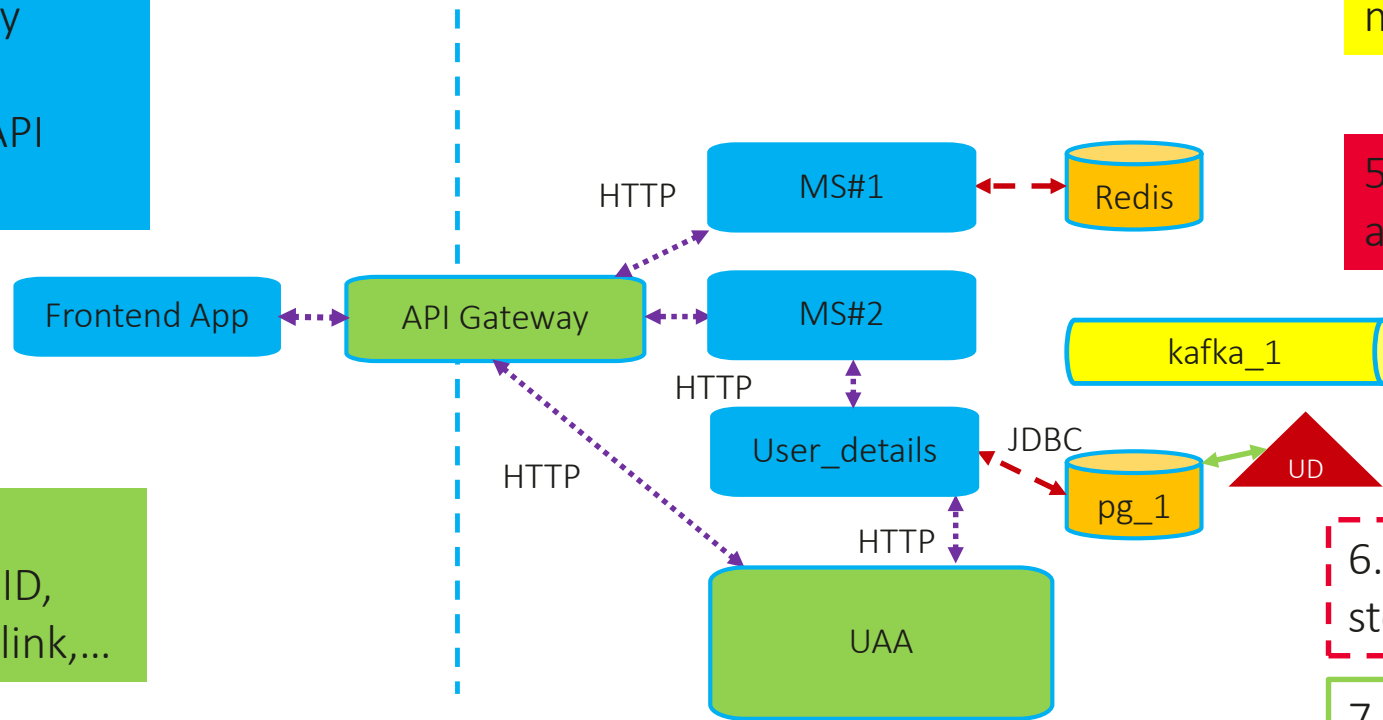 y
API
ID,
link,...
HTTP
MS#1
Redis
Frontend App
API Gateway
MS#2
kafka_1
HTTP
User_details
JDBC
UD
pg_1
HTTP
HTTP
UAA
5
a
6.
st
7